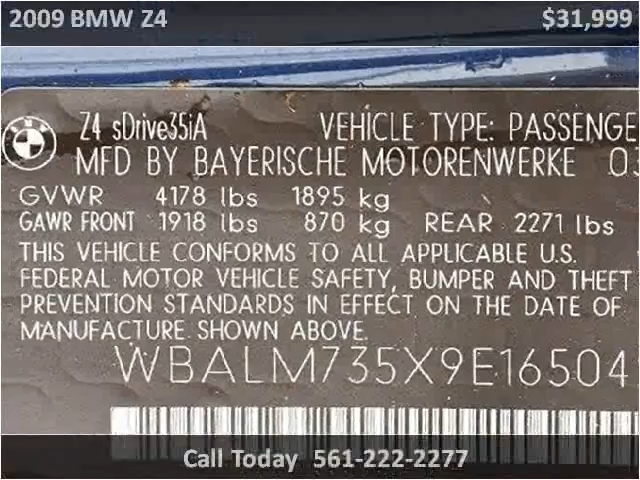 2009 BMW Z4 $31,999
Z4 sDrive35iA VEHICLE TYPE: PASSENGE
MFD BY BAYERISCHE MOTORENWERKE 03
GVWR 4178 lbs 1895 kg
GAWR FRONT 1918 lbs 870 kg REAR 2271 lbs
THIS VEHICLE CONFORMS TO ALL APPLICABLE U.S.
FEDERAL MOTOR VEHICLE SAFETY, BUMPER AND THEFT
PREVENTION STANDARDS IN EFFECT ON THE DATE OF
MANUFACTURE SHOWN ABOVE.
WBALM735X9E16504
Call Today 561-222-2277